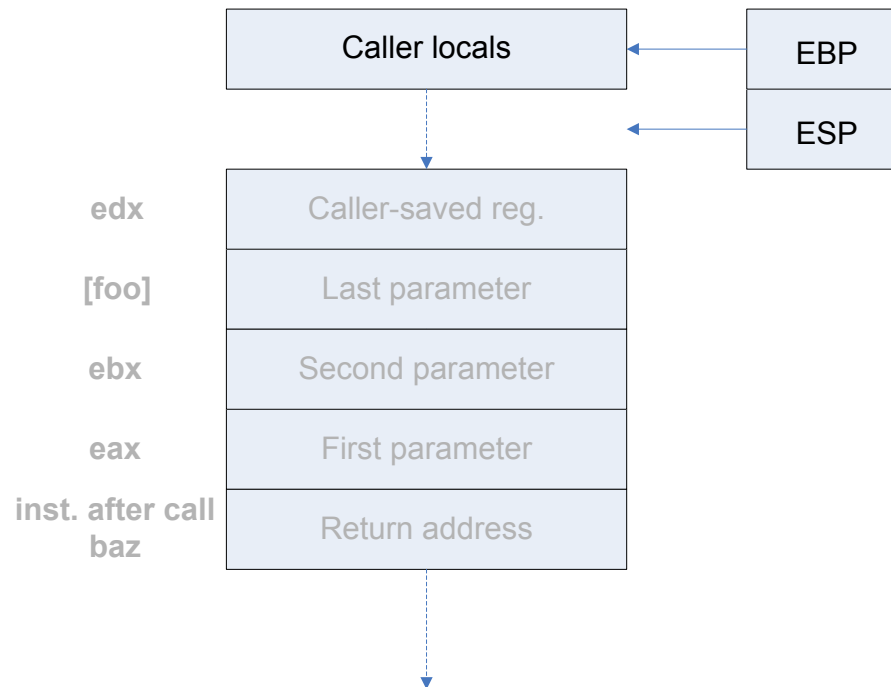 Caller locals
EBP
ESP
edx
Caller-saved reg.
[foo]
Last parameter
ebx
Second parameter
eax
First parameter
inst. after call
baz
Return address